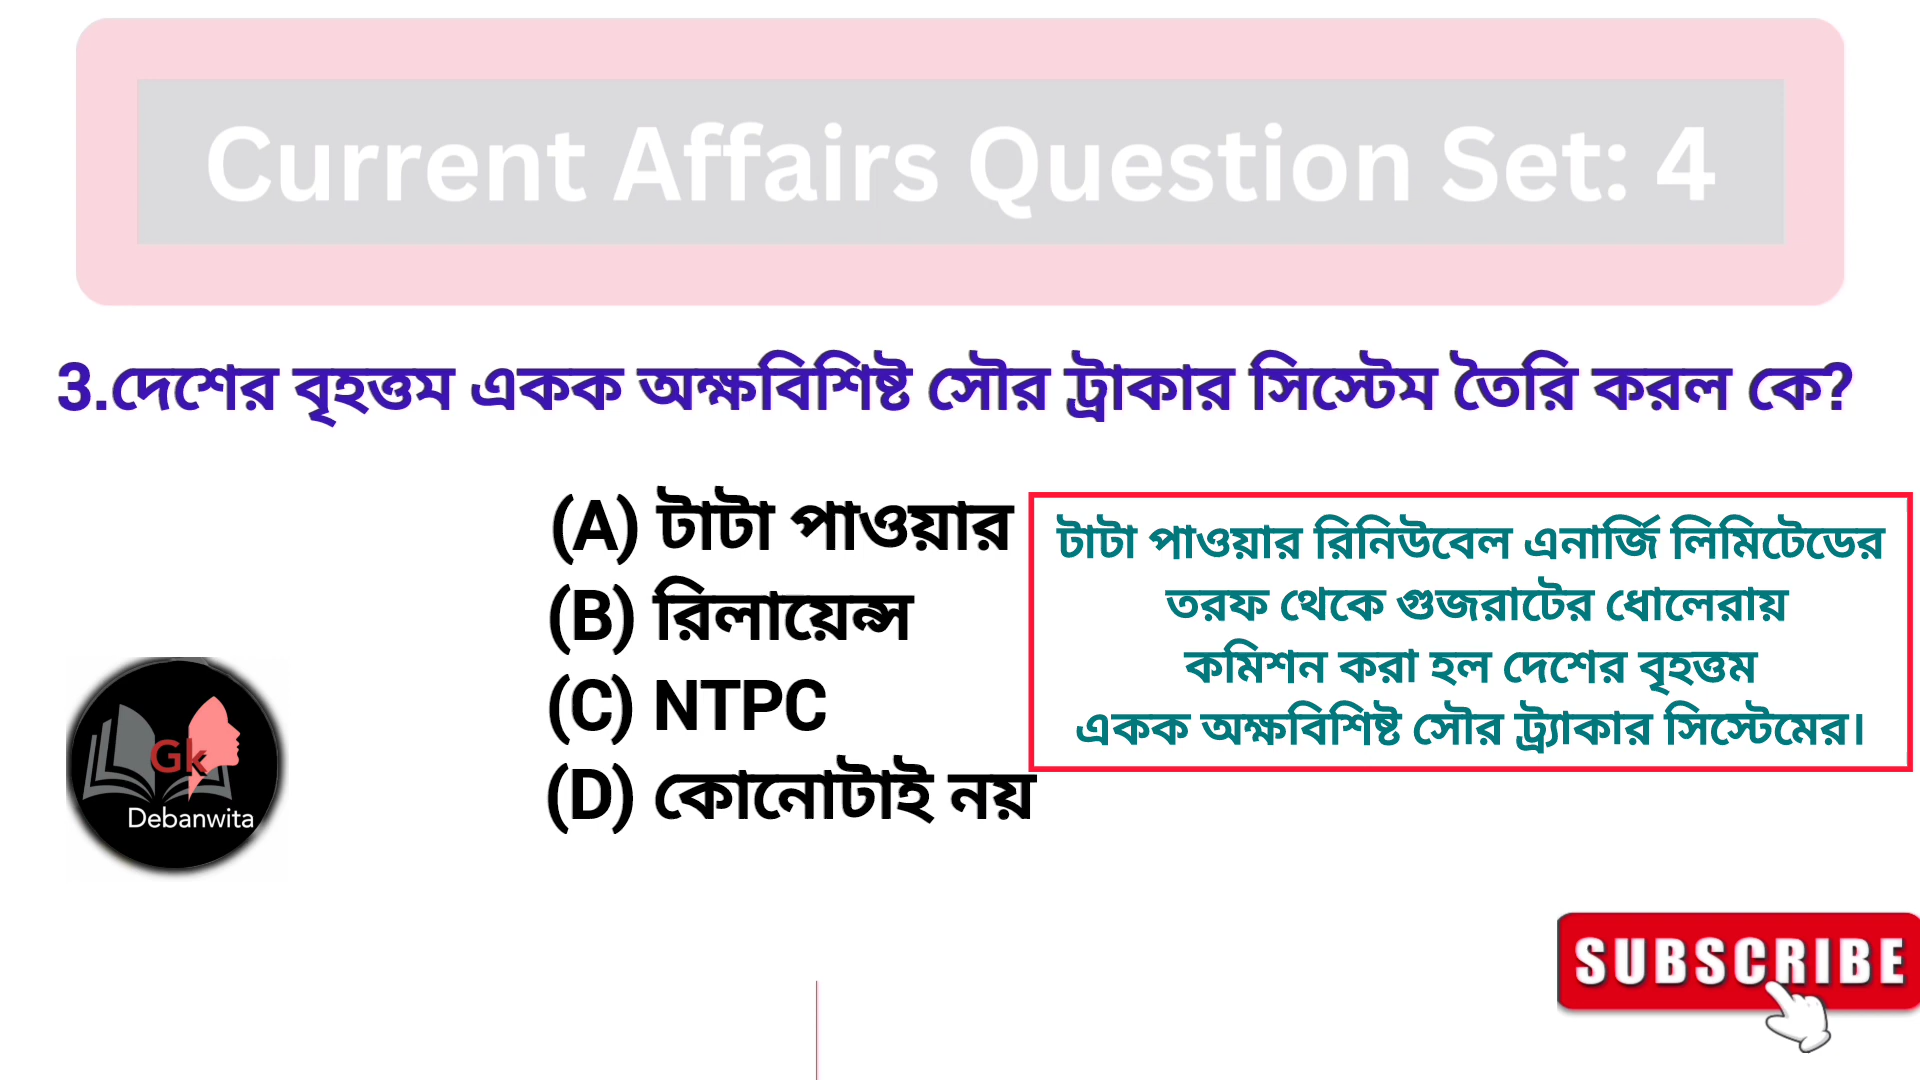 Current Affairs Question Set: 4
3.দেশের বৃহত্তম একক অক্ষবিশিষ্ট সৌর ট্রাকার সিস্টেম তৈরি করল কে?
(A) টাটা পাওয়ার
(B) রিলায়েন্স
(C) NTPC
(D) কোনোটাই নয়
টাটা পাওয়ার রিনিউবেল এনার্জি লিমিটেডের
তরফ থেকে গুজরাটের ধোলেরায়
কমিশন করা হল দেশের বৃহত্তম
একক অক্ষবিশিষ্ট সৌর ট্র্যাকার সিস্টেমের।
Gk
Debanwita
SUBSCRIBE